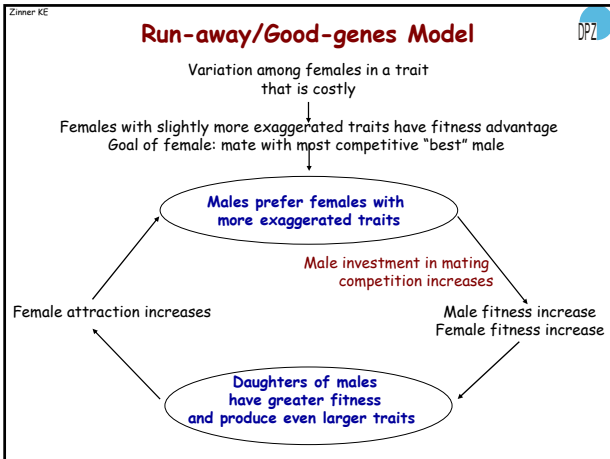 Zinner KE
Run-away/Good-genes Model
DPZ
Variation among females in a trait
that is costly
Females with slightly more exaggerated traits have fitness advantage
Goal of female: mate with most competitive “best” male
Males prefer females with
more exaggerated traits
Male investment in mating
competition increases
Female attraction increases
Male fitness increase
Female fitness increase
Daughters of males
have greater fitness
and produce even larger traits